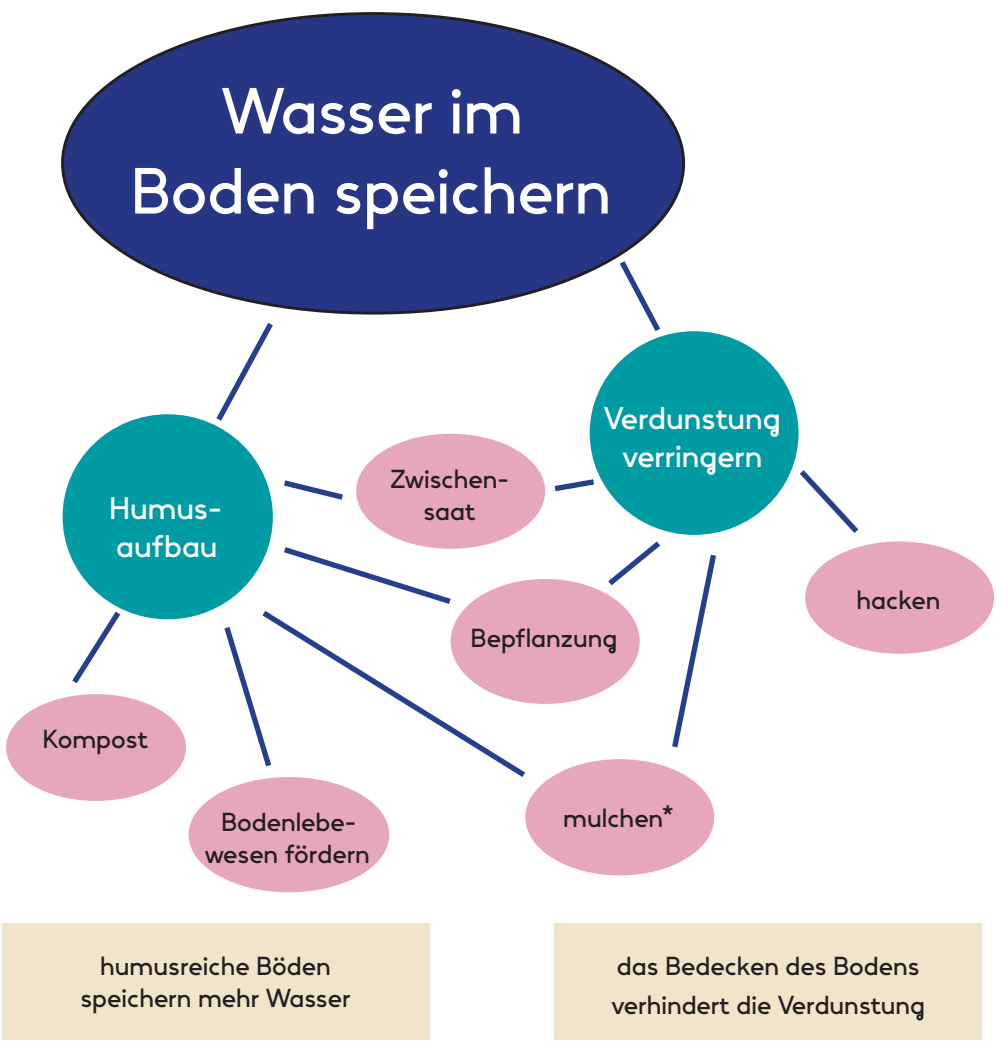 Wasser im
Boden speichern
Verdunstung
verringern
Humus-
aufbau
Zwischen-
saat
hacken
Bepflanzung
Kompost
mulchen*
Bodenlebe-
wesen fördern
humusreiche Böden
speichern mehr Wasser
das Bedecken des Bodens
verhindert die Verdunstung